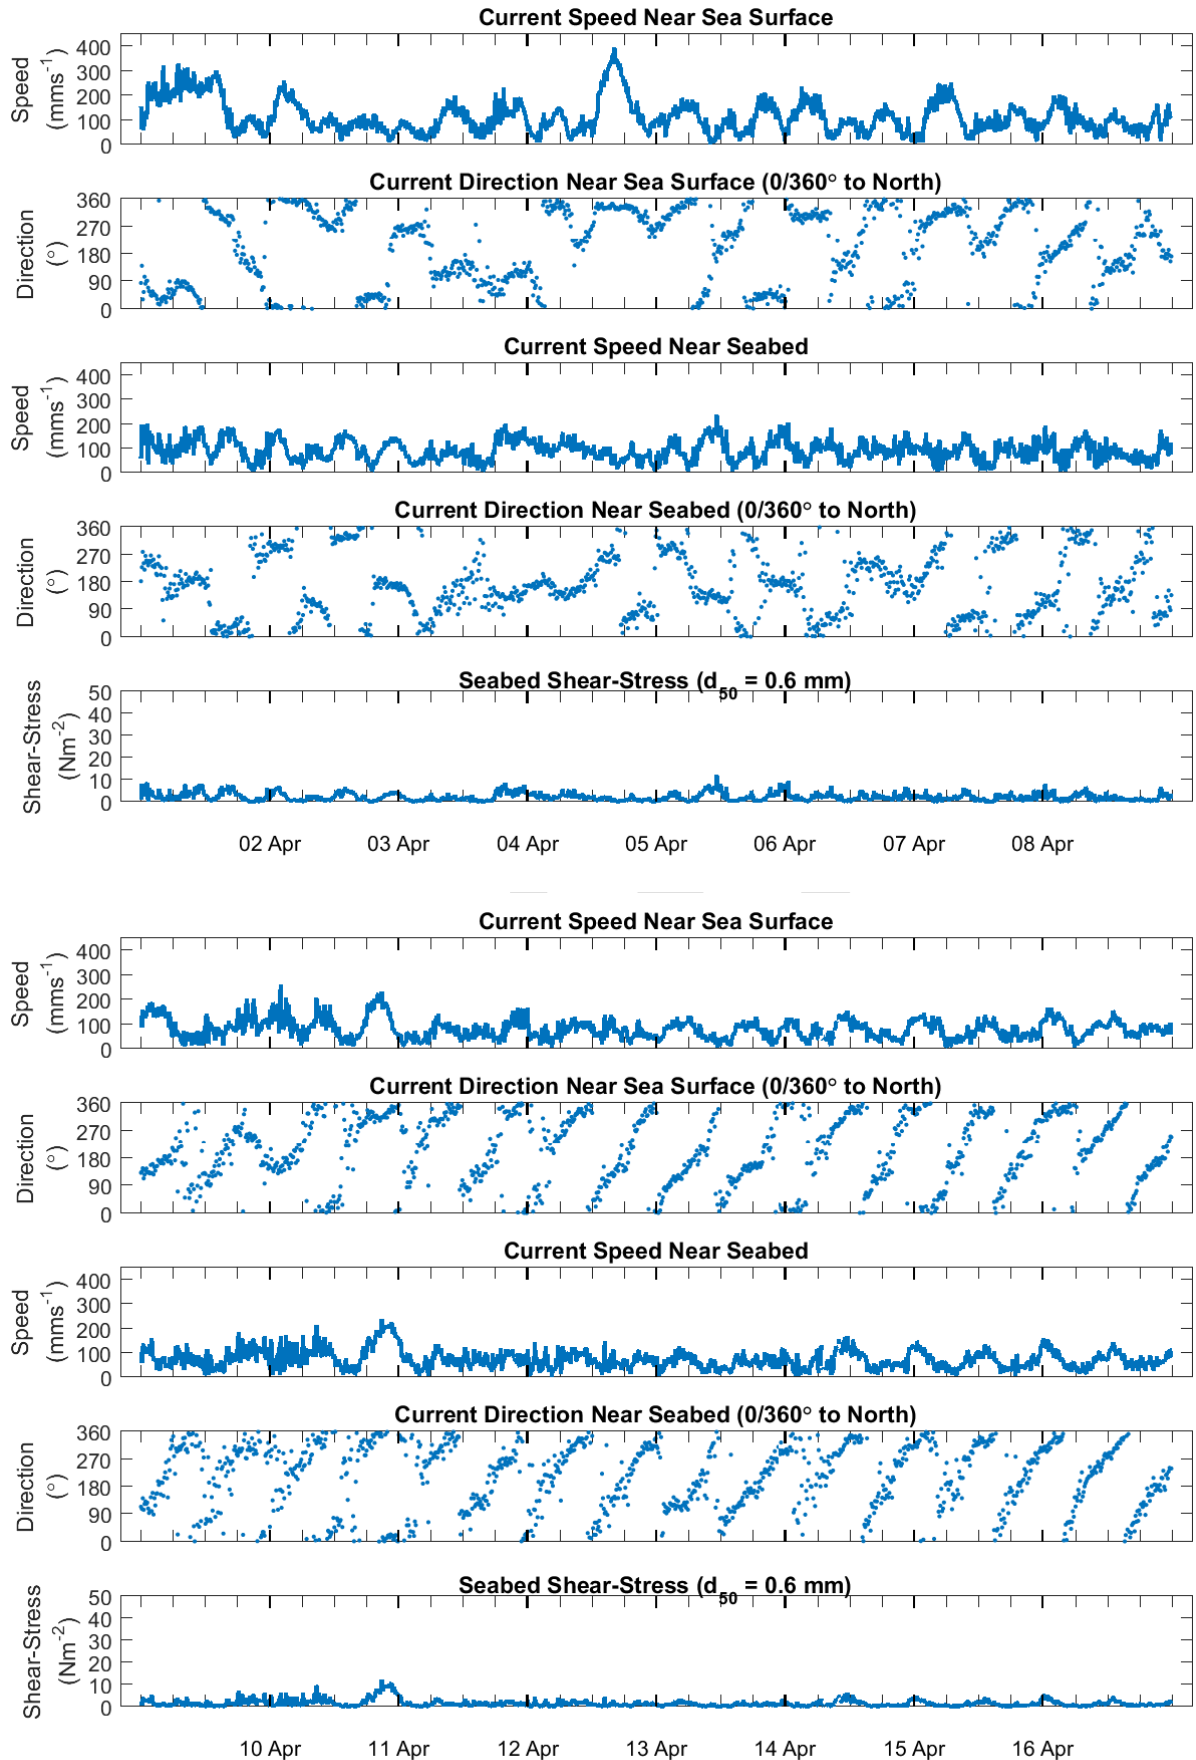 Current Speed Near Sea Surface
Speed
(mms-1)
400
300
200
100
0
Current Direction Near Sea Surface (0/360° to North)
Direction
(°)
360
270
180
90
0
Current Speed Near Seabed
Speed
(mms-1)
400
300
200
100
0
Current Direction Near Seabed (0/360° to North)
Direction
(°)
360
270
180
90
0
Seabed Shear-Stress (d50 = 0.6 mm)
Shear-Stress
(Nm-2)
50
40
30
20
10
0
02 Apr 03 Apr 04 Apr 05 Apr 06 Apr 07 Apr 08 Apr
Current Speed Near Sea Surface
Speed
(mms-1)
400
300
200
100
0
Current Direction Near Sea Surface (0/360° to North)
Direction
(°)
360
270
180
90
0
Current Speed Near Seabed
Speed
(mms-1)
400
300
200
100
0
Current Direction Near Seabed (0/360° to North)
Direction
(°)
360
270
180
90
0
Seabed Shear-Stress (d50 = 0.6 mm)
Shear-Stress
(Nm-2)
50
40
30
20
10
0
10 Apr 11 Apr 12 Apr 13 Apr 14 Apr 15 Apr 16 Apr